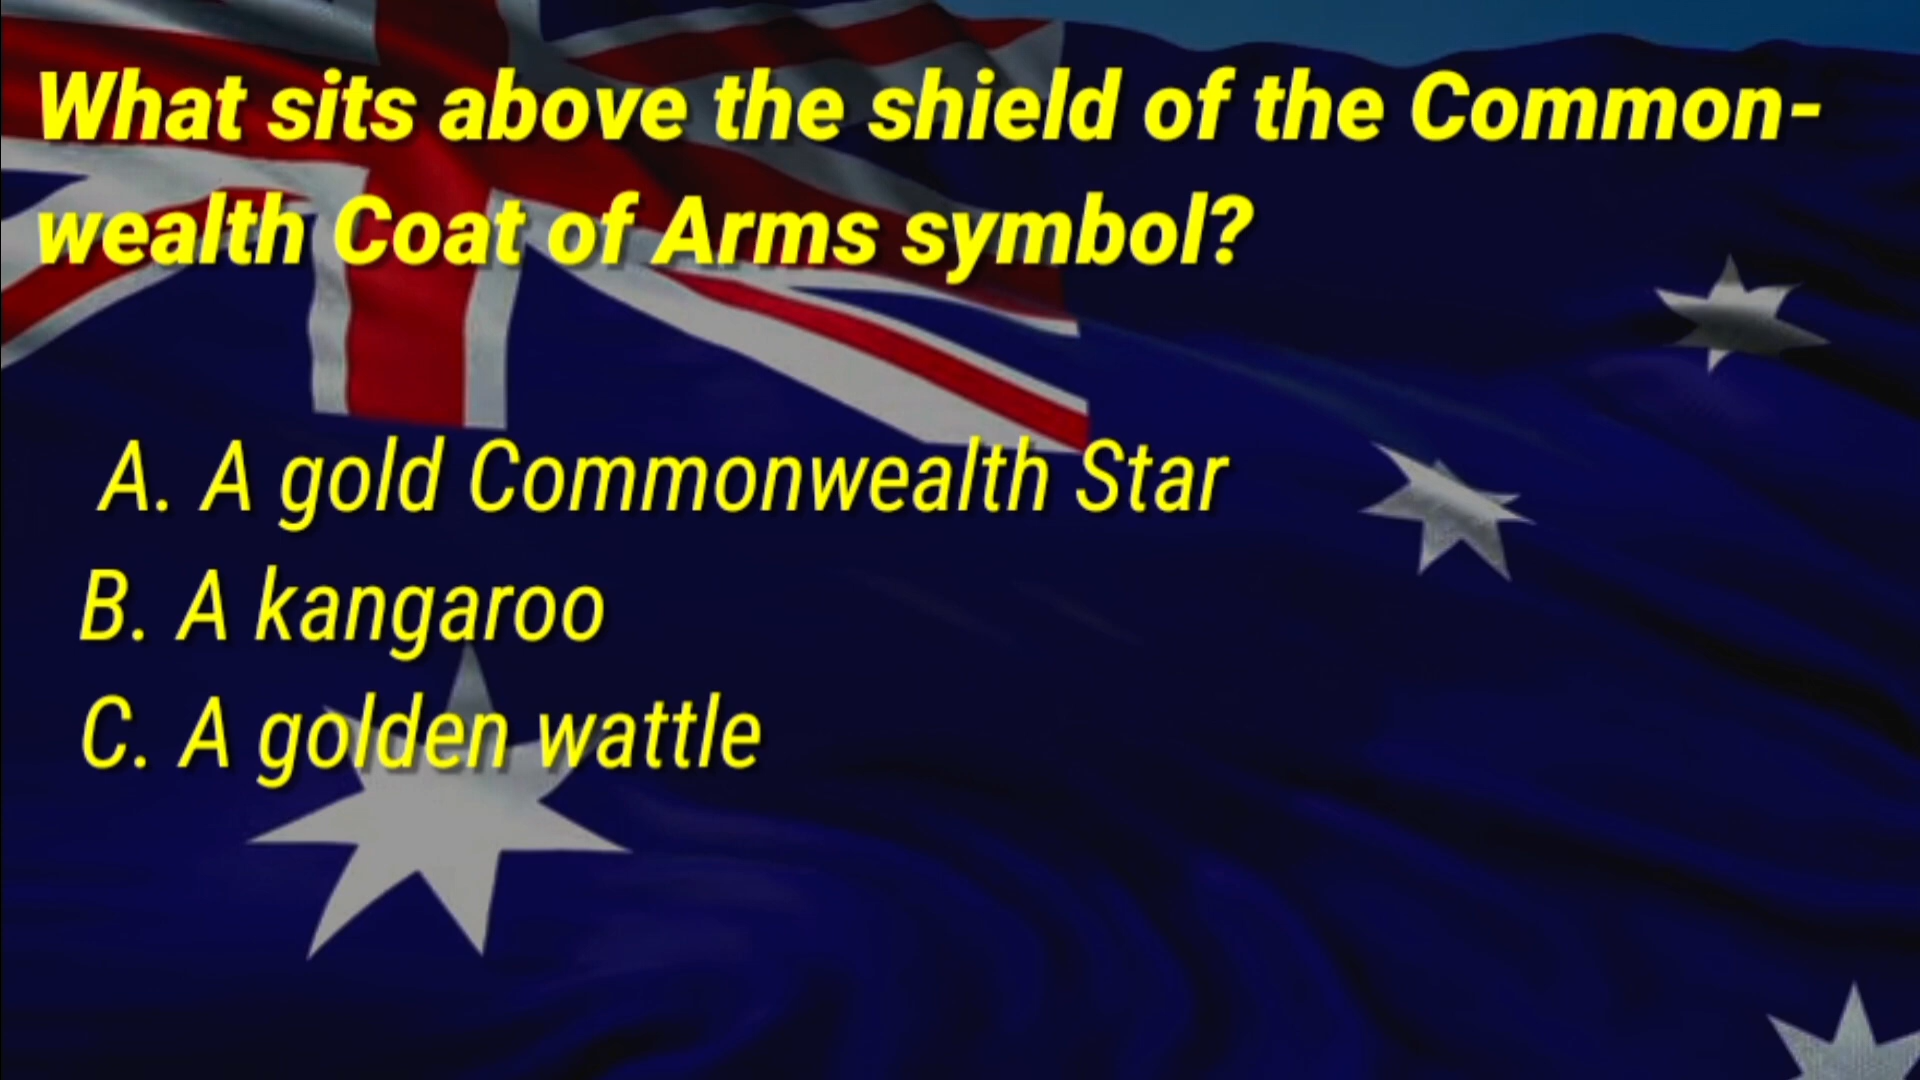 What sits above the shield of the Common-
wealth Coat of Arms symbol?
A. A gold Commonwealth Star
B. A kangaroo
C. A golden wattle